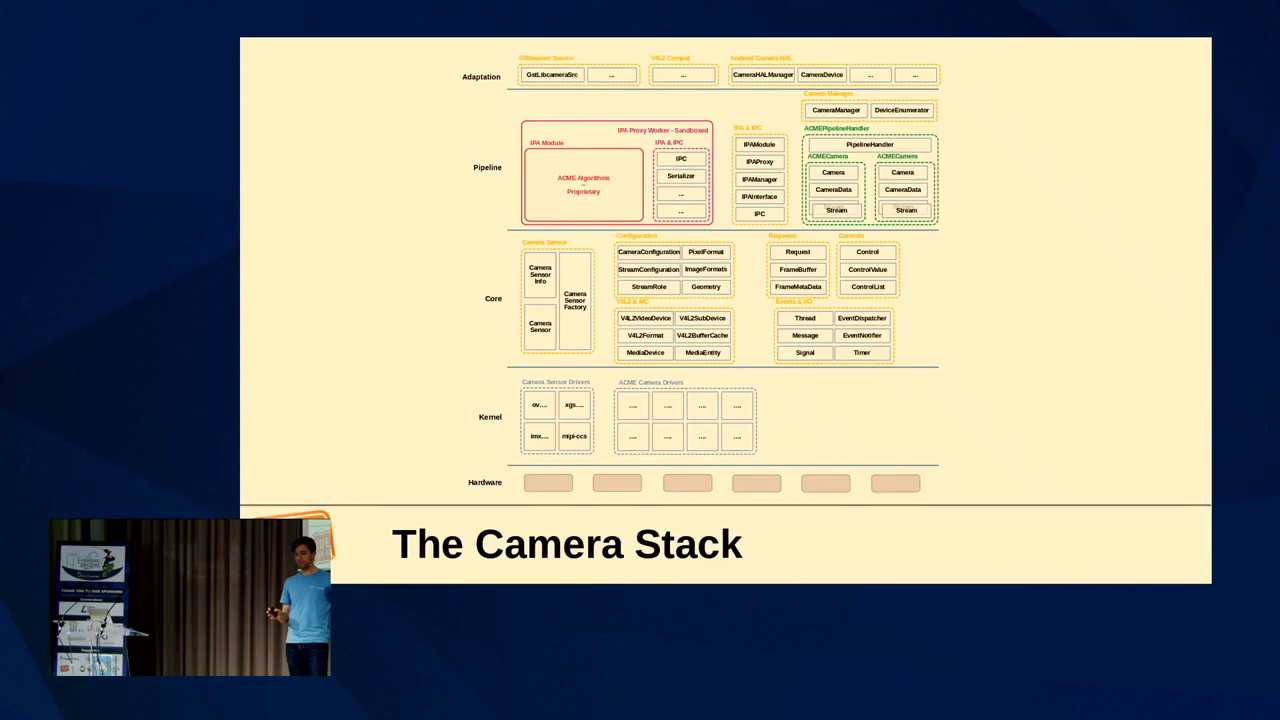 GStreamer Source
V4L2 Compat
Android Camera HAL
Adaptation
GstLibcameraSrc
...
...
CameraHALManager
CameraDevice
...
...
Camera Manager
CameraManager
DeviceEnumerator
IPA Proxy Worker - Sandboxed
IPA & IPC
ACMEPipelineHandler
IPA Module
IPA & IPC
IPAModule
PipelineHandler
ACMECamera
ACMECamera
IPC
IPAProxy
Pipeline
Camera
Camera
ACME Algorithms
–
Proprietary
Serializer
IPAManager
CameraData
CameraData
...
IPAInterface
...
IPC
Stream
Stream
Camera Sensor
Configuration
Requests
Controls
Camera
Sensor
Info
Camera
Sensor
Factory
CameraConfiguration
PixelFormat
Request
Control
StreamConfiguration
ImageFormats
FrameBuffer
ControlValue
StreamRole
Geometry
FrameMetaData
ControlList
Core
V4L2 & MC
Events & I/O
Camera
Sensor
V4L2VideoDevice
V4L2SubDevice
Thread
EventDispatcher
V4L2Format
V4L2BufferCache
Message
EventNotifier
MediaDevice
MediaEntity
Signal
Timer
Camera Sensor Drivers
ACME Camera Drivers
ov....
xgs....
....
....
....
....
Kernel
imx....
mipi-ccs
....
....
....
....
Hardware
The Camera Stack
THANK YOU TO OUR SPONSORS